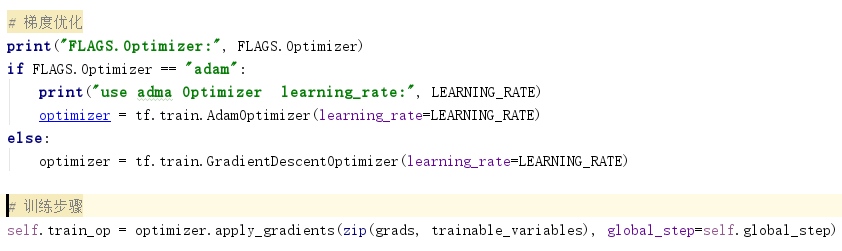 # 梯度优化
print("FLAGS.Optimizer:", FLAGS.Optimizer)
if FLAGS.Optimizer == "adam":
print("use adma Optimizer  learning_rate:", LEARNING_RATE)
optimizer = tf.train.AdamOptimizer(learning_rate=LEARNING_RATE)
else:
optimizer = tf.train.GradientDescentOptimizer(learning_rate=LEARNING_RATE)
# 训练步骤
self.train_op = optimizer.apply_gradients(zip(grads, trainable_variables), global_step=self.global_step)